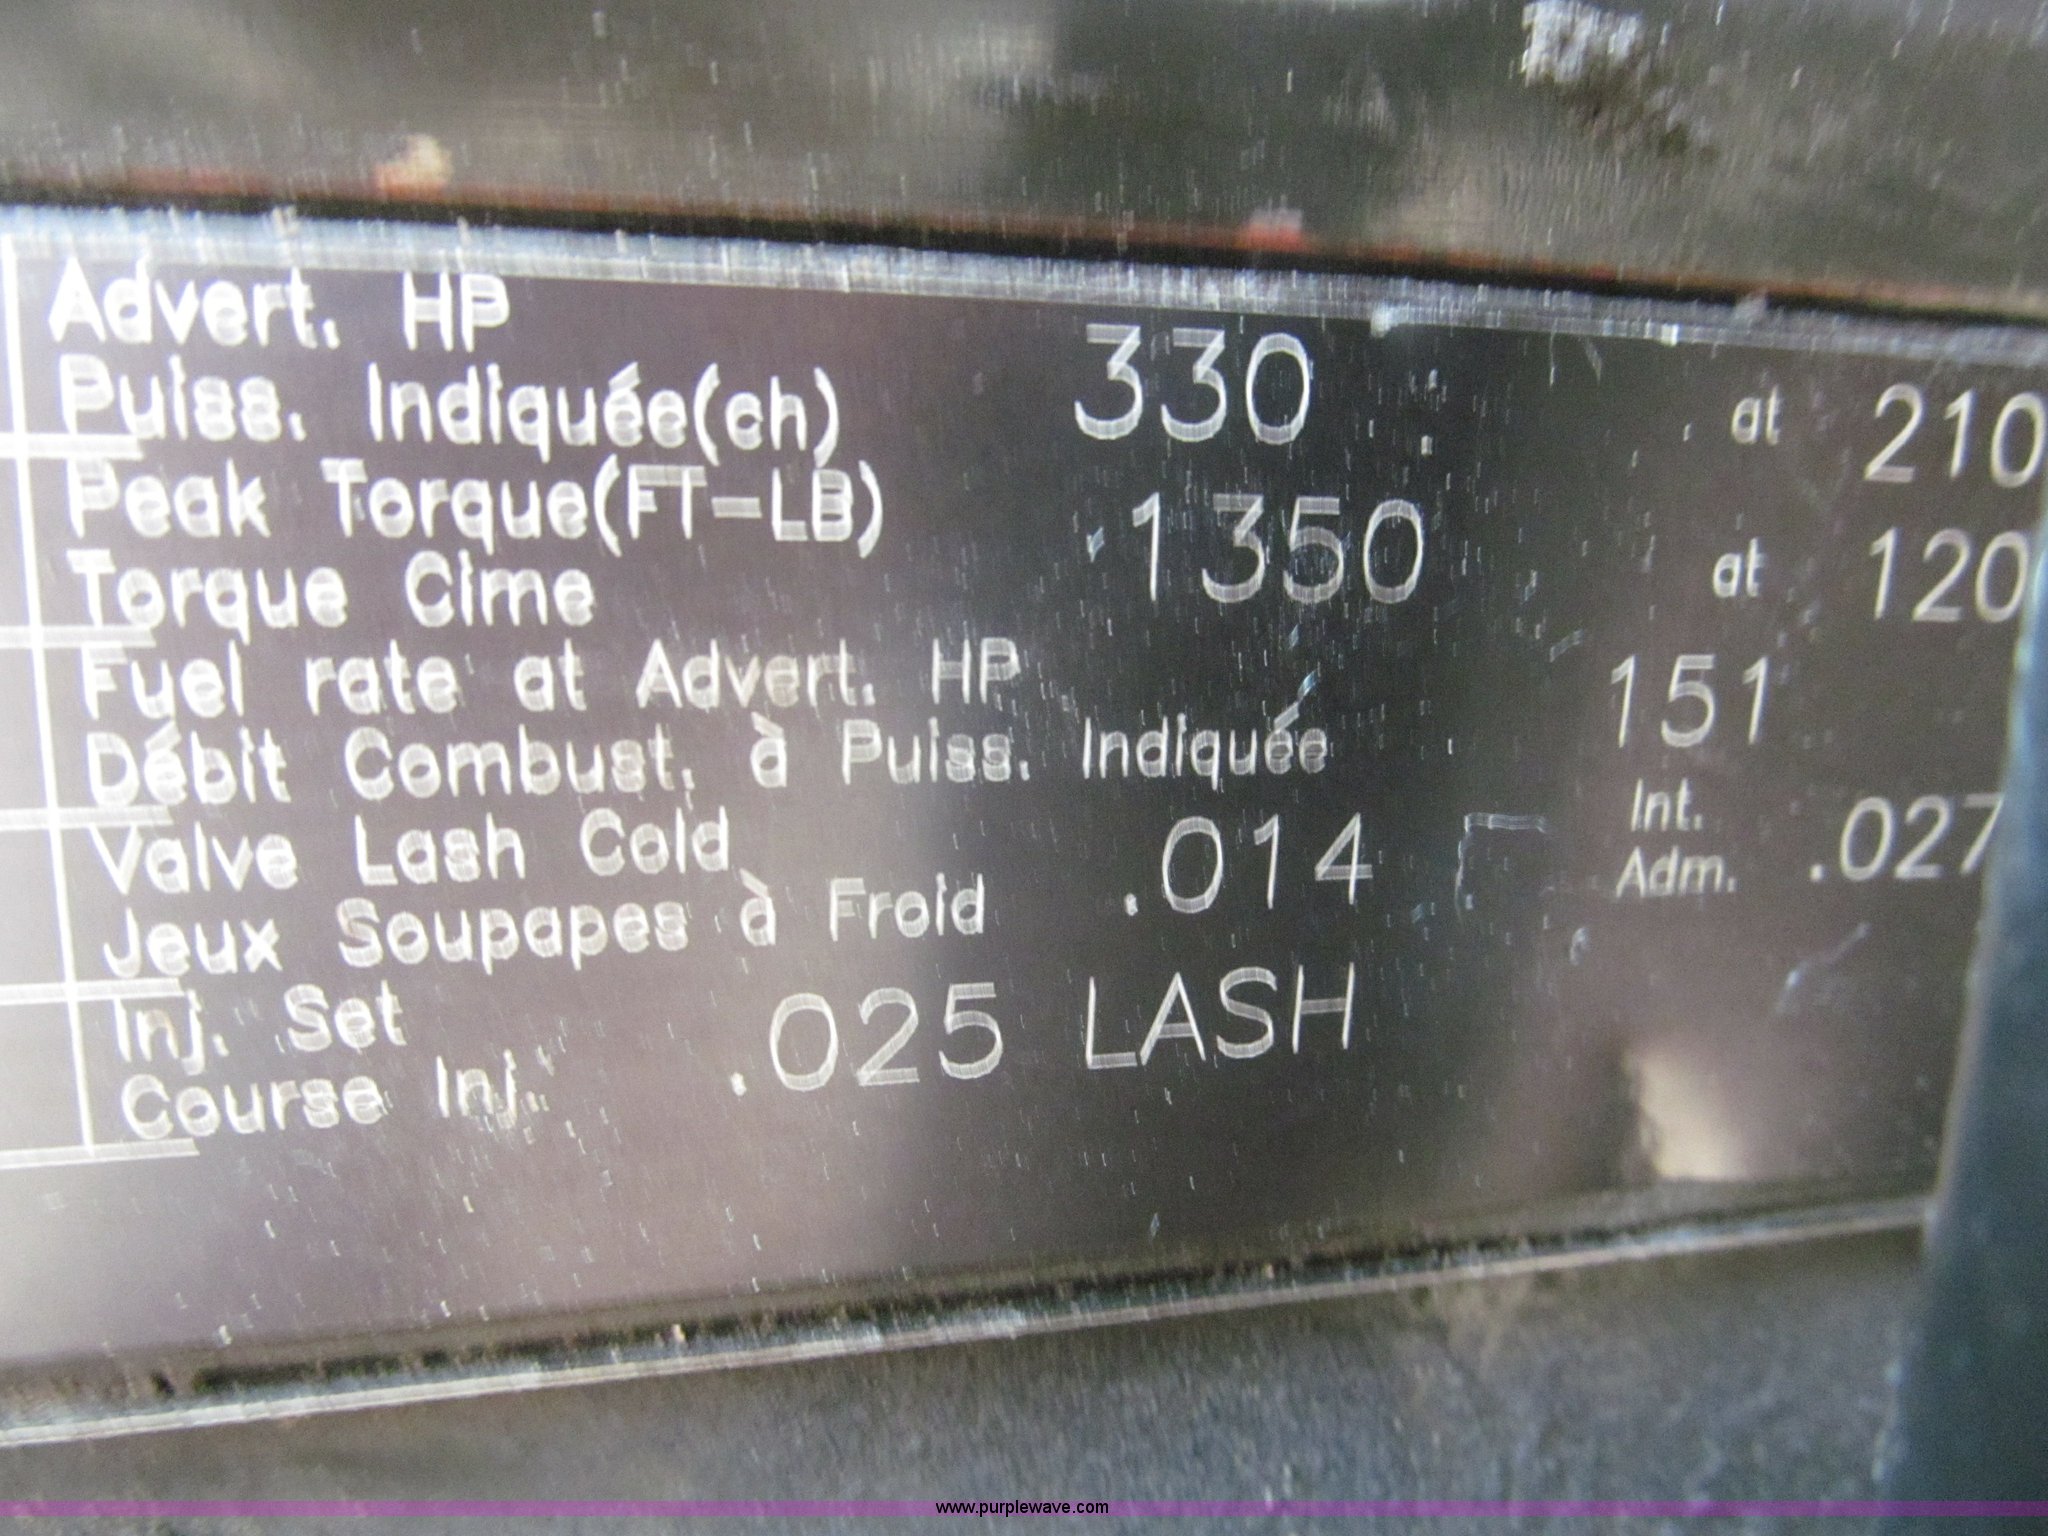 Advert. HP
Puiss. Indiquée(ch) 330 at 210
Peak Torque(FT-LB)
Torque Cime 1350 at 120
Fuel rate at Advert. HP
Débit Combust. à Puiss. Indiquée 151
Valve Lash Cold Int.
Jeux Soupapes à Froid .014 Adm. .027
Inj. Set
Course Inj. .025 LASH
www.purplewave.com